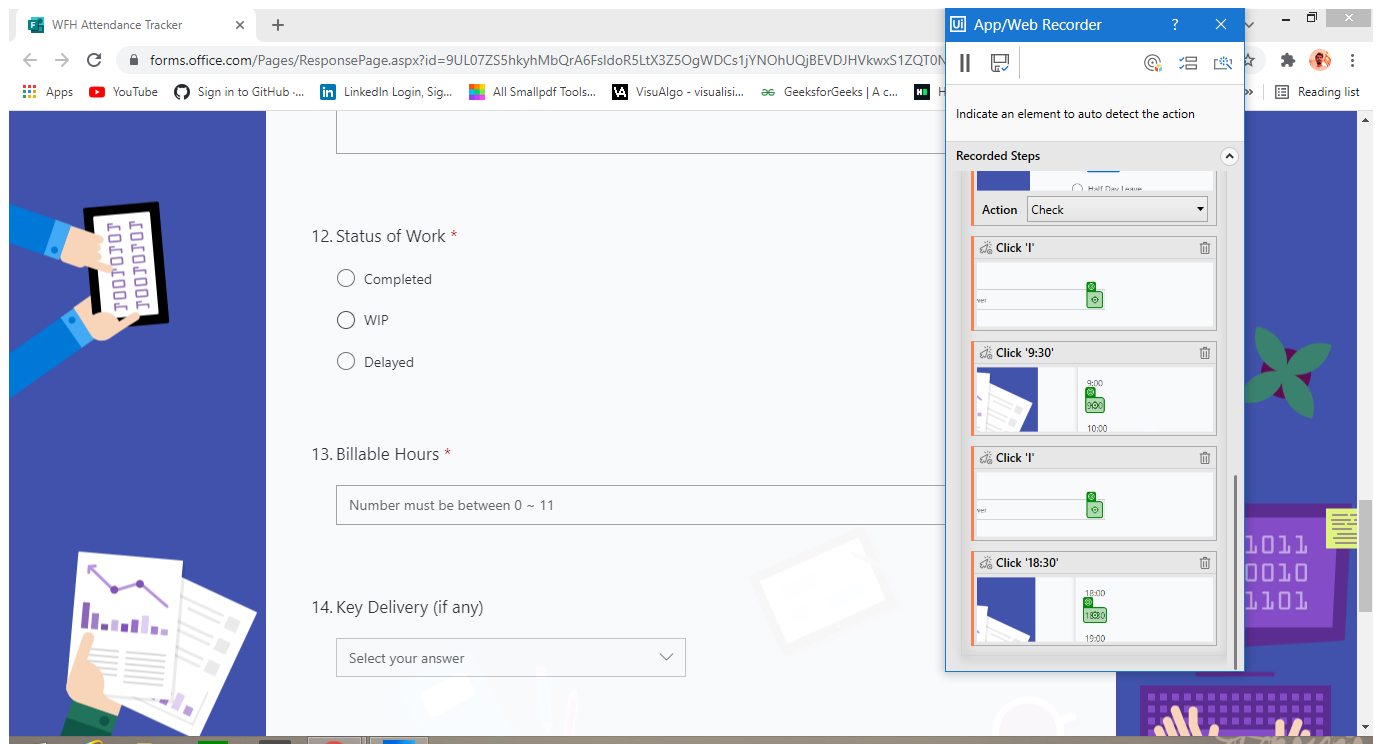 WFH Attendance Tracker
App/Web Recorder
?
forms.office.com/Pages/ResponsePage.aspx?id=9UL07ZS5hkyhMbQrA6FsIdoR5LtX3Z5OgWDCs1jYNOhUQjBEVDJHVkwxS1ZQT0N
Apps YouTube Sign in to GitHub ·... LinkedIn Login, Sig... All Smallpdf Tools... VisuAlgo - visualisi... GeeksforGeeks | A c... H Reading list
Indicate an element to auto detect the action
Recorded Steps
Half Day Leave
Action Check
12. Status of Work *
Completed
WIP
Delayed
13. Billable Hours *
Number must be between 0 ~ 11
14. Key Delivery (if any)
Select your answer
Click 'I'
ver
Click '9:30'
9:00
10:00
Click 'I'
ver
Click '18:30'
18:00
18:30
19:00
1011
0010
1101